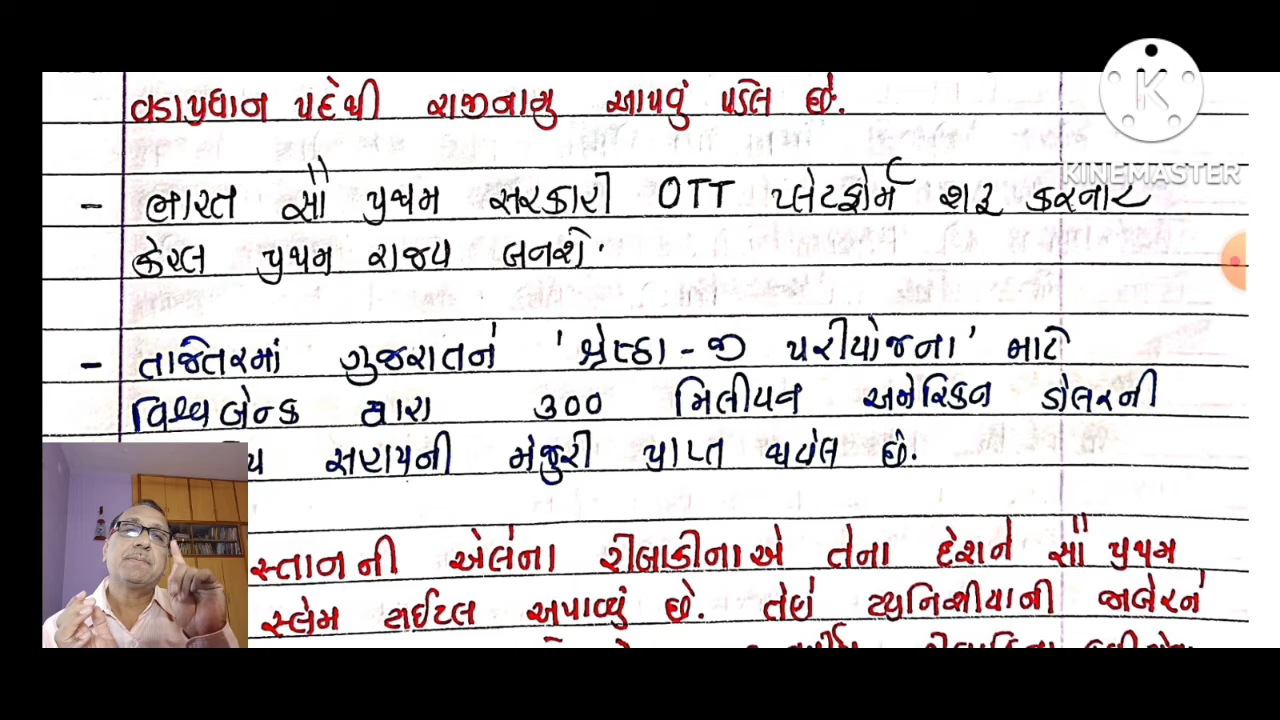 વડાપ્રધાન પદેથી રાજીનામુ આપવું પડેલ છે.
KINEMASTER
- ભારત સૌ પ્રથમ સરકારી OTT પ્લેટફોર્મ શરૂ કરનાર
કેરલ પ્રથમ રાજ્ય બનશે.
- તાજેતરમાં ગુજરાતને 'શ્રેષ્ઠા-જી પરીયોજના' માટે
વિશ્વબેન્ક દ્વારા 300 મિલીયન અમેરિકન ડોલરની
ય સહાયની મંજુરી પ્રાપ્ત થયેલ છે.
સ્તાનની એલેના રીબાકીનાએ તેના દેશને સૌ પ્રથમ
સ્લેમ ટાઈટલ અપાવ્યું છે. તેણે ટ્યુનિશીયાની જાબેરને